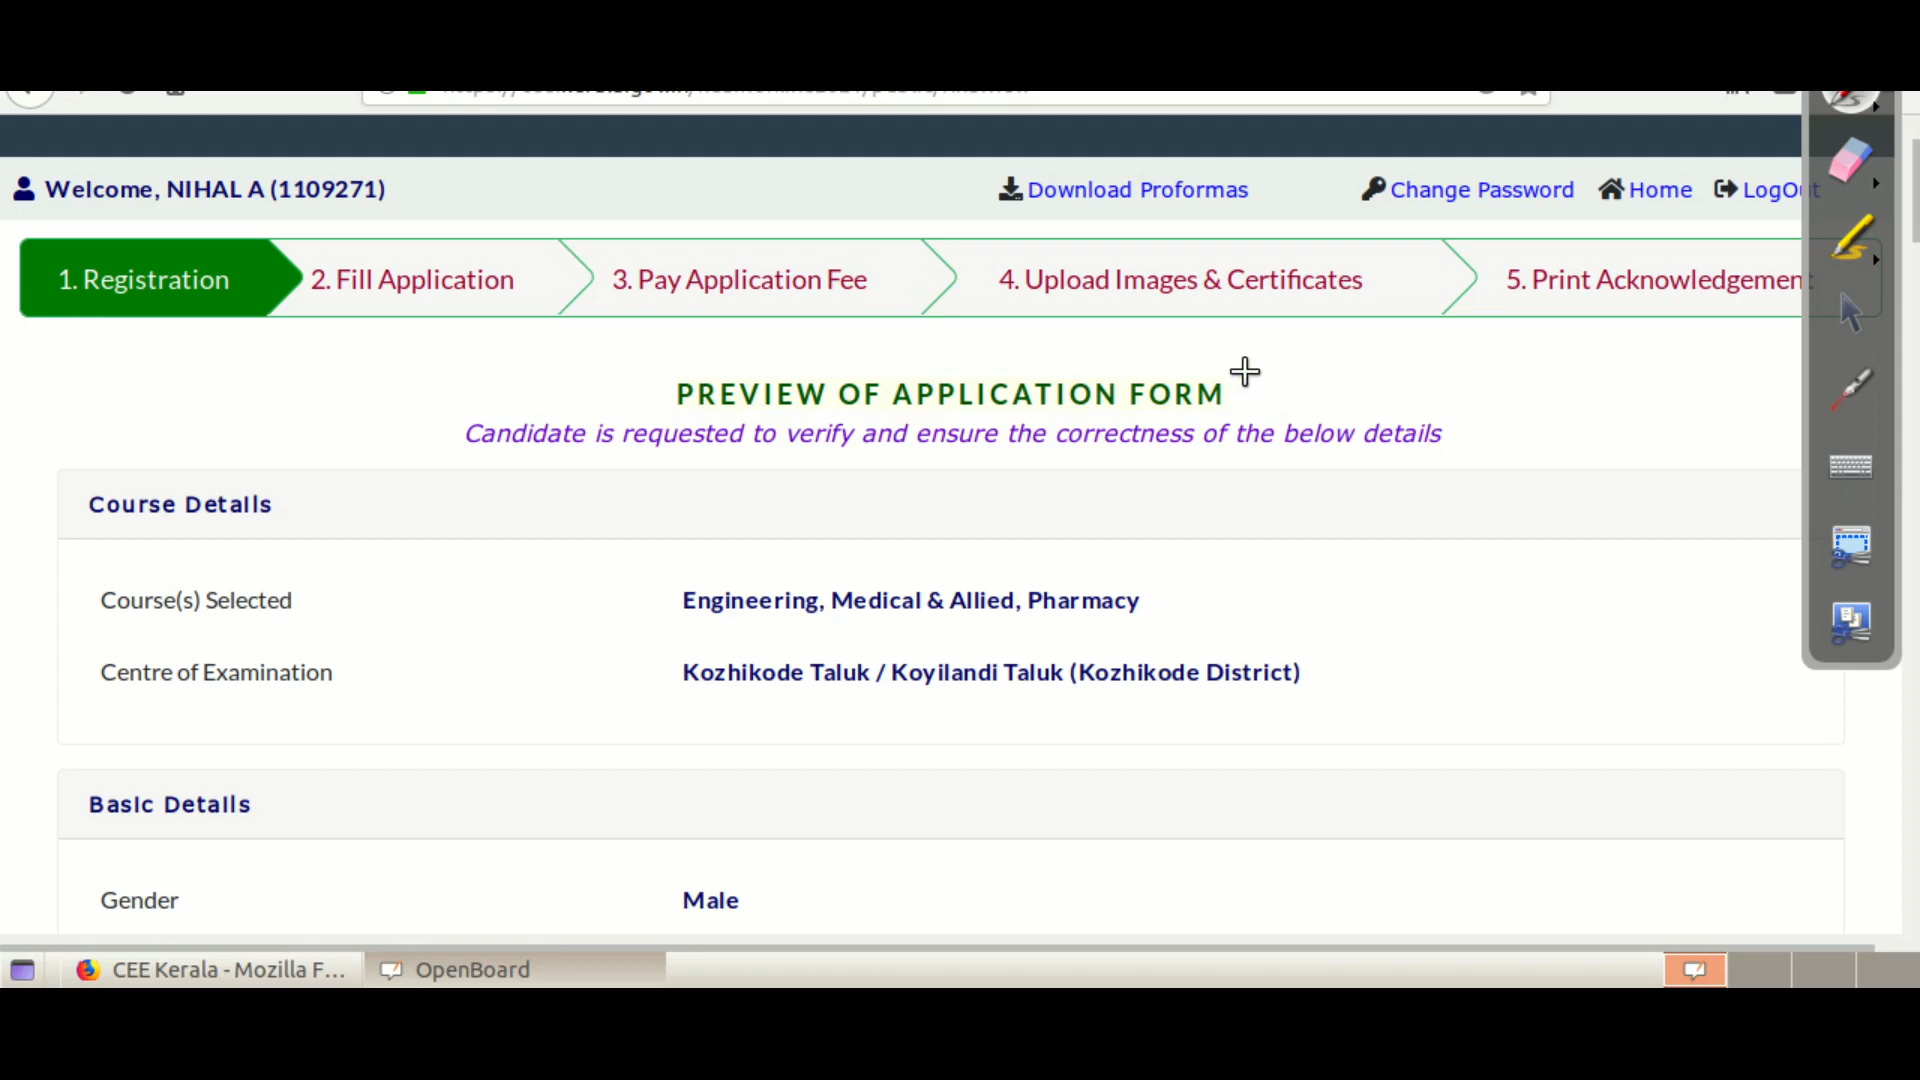 Welcome, NIHAL A (1109271)
Download Proformas
Change Password
Home
LogOut
1. Registration
2. Fill Application
3. Pay Application Fee
4. Upload Images & Certificates
5. Print Acknowledgement
PREVIEW OF APPLICATION FORM
Candidate is requested to verify and ensure the correctness of the below details
Course Details
Course(s) Selected
Engineering, Medical & Allied, Pharmacy
Centre of Examination
Kozhikode Taluk / Koyilandi Taluk (Kozhikode District)
Basic Details
Gender
Male
CEE Kerala - Mozilla F...
OpenBoard